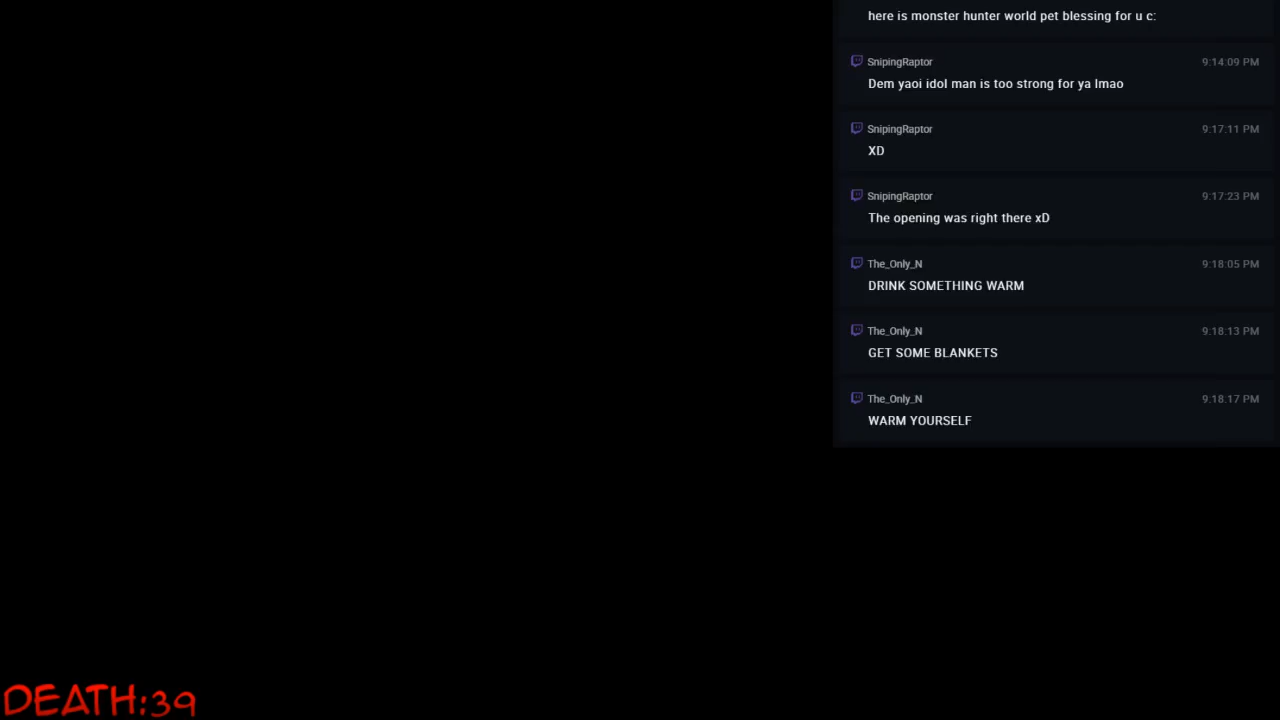 here is monster hunter world pet blessing for u c:
SnipingRaptor 9:14:09 PM
Dem yaoi idol man is too strong for ya lmao
SnipingRaptor 9:17:11 PM
XD
SnipingRaptor 9:17:23 PM
The opening was right there xD
The_Only_N 9:18:05 PM
DRINK SOMETHING WARM
The_Only_N 9:18:13 PM
GET SOME BLANKETS
The_Only_N 9:18:17 PM
WARM YOURSELF
DEATH:39